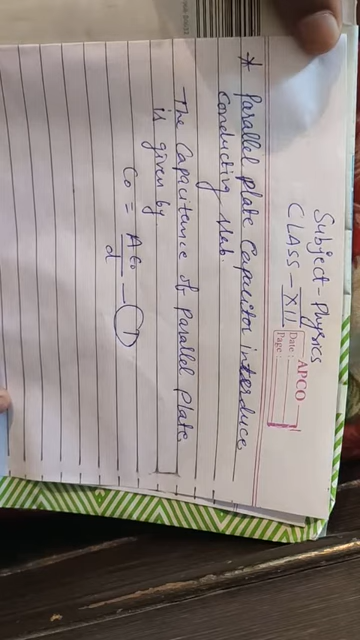 Subject - Physics
CLASS - XII
APCO
Date:
Page:
* Parallel Plate Capacitor interduce
Conducting slab.
The Capacitance of Parallel Plate
is given by
C₀ = Aε₀/d - ①